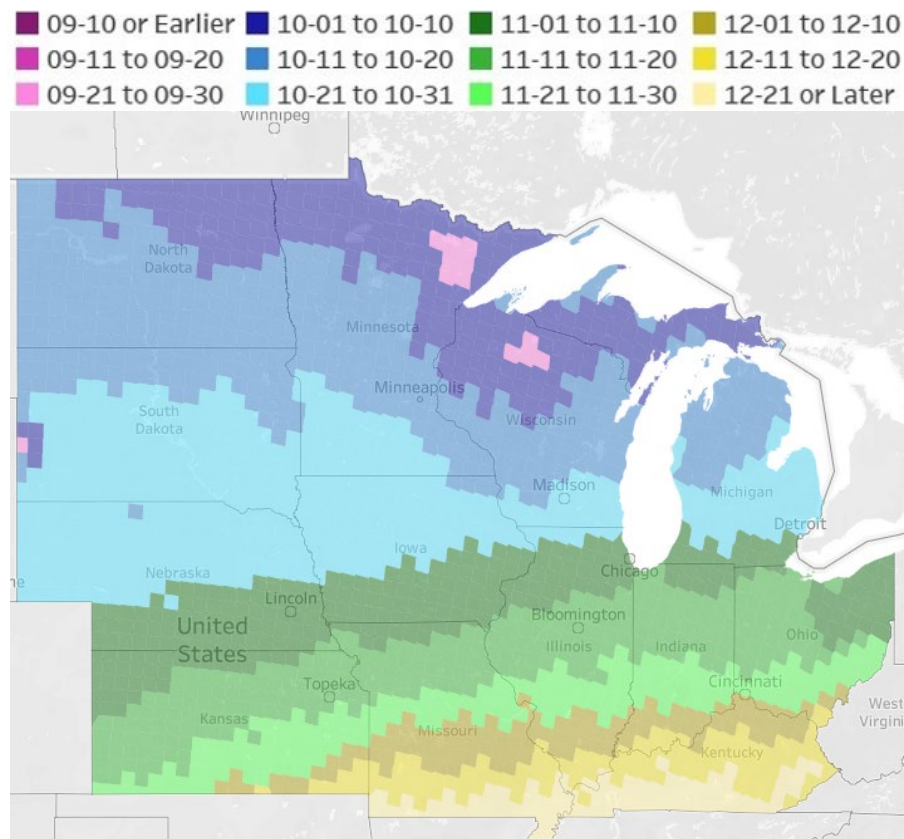 09-10 or Earlier 10-01 to 10-10 11-01 to 11-10 12-01 to 12-10
09-11 to 09-20 10-11 to 10-20 11-11 to 11-20 12-11 to 12-20
09-21 to 09-30 10-21 to 10-31 11-21 to 11-30 12-21 or Later
Winnipeg
North
Dakota
Minnesota
Minneapolis
South
Dakota
Wisconsin
Madison
Michigan
Detroit
Iowa
Chicago
ne
Nebraska
Lincoln
Bloomington
United
States
Illinois
Indiana
Ohio
Topeka
Cincinnati
Kansas
Missouri
Kentucky
West
Virgini